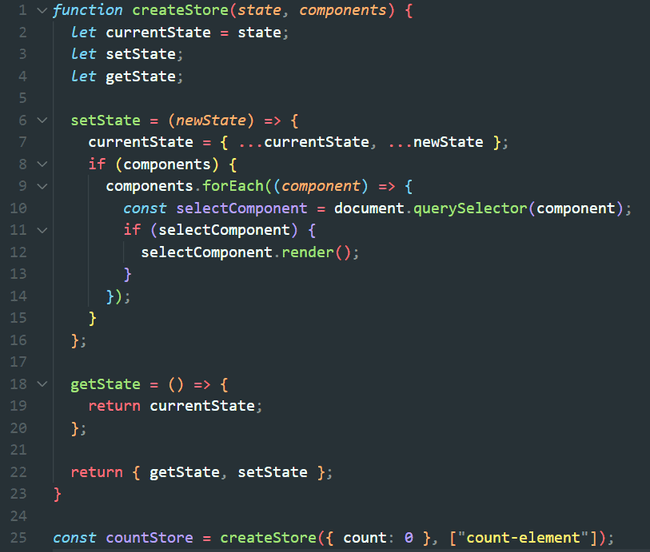 1 function createStore(state, components) {
2 let currentState = state;
3 let setState;
4 let getState;
5
6 setState = (newState) => {
7 currentState = { ...currentState, ...newState };
8 if (components) {
9 components.forEach((component) => {
10 const selectComponent = document.querySelector(component);
11 if (selectComponent) {
12 selectComponent.render();
13 }
14 });
15 }
16 };
17
18 getState = () => {
19 return currentState;
20 };
21
22 return { getState, setState };
23 }
24
25 const countStore = createStore({ count: 0 }, ["count-element"]);